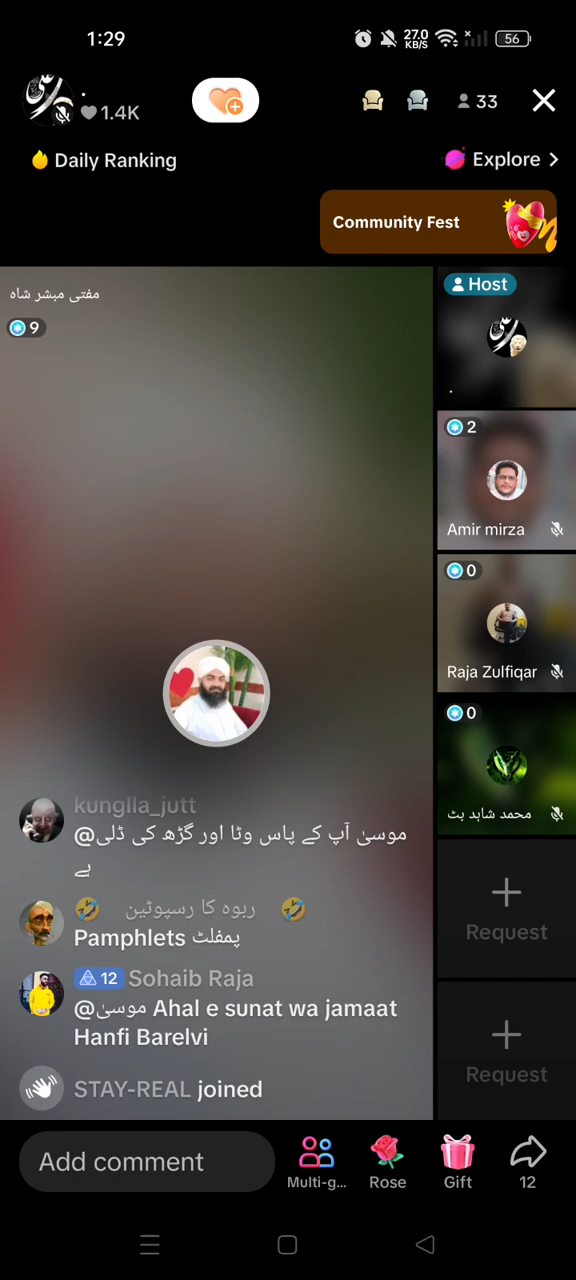 1:29
27.0
KB/S
56
.
1.4K
33
Daily Ranking
Explore
Community Fest
مفتی مبشر شاہ
9
Host
.
2
Amir mirza
0
Raja Zulfiqar
0
محمد شاہد بٹ
Request
Request
kunglla_jutt
@موسیٰ آپ کے پاس وٹا اور گڑھ کی ڈلی
ہے
🤣 ربوہ کا رسپوٹین 🤣
Pamphlets پمفلٹ
12 Sohaib Raja
@موسیٰ Ahal e sunat wa jamaat
Hanfi Barelvi
STAY-REAL joined
Add comment
Multi-g...
Rose
Gift
12